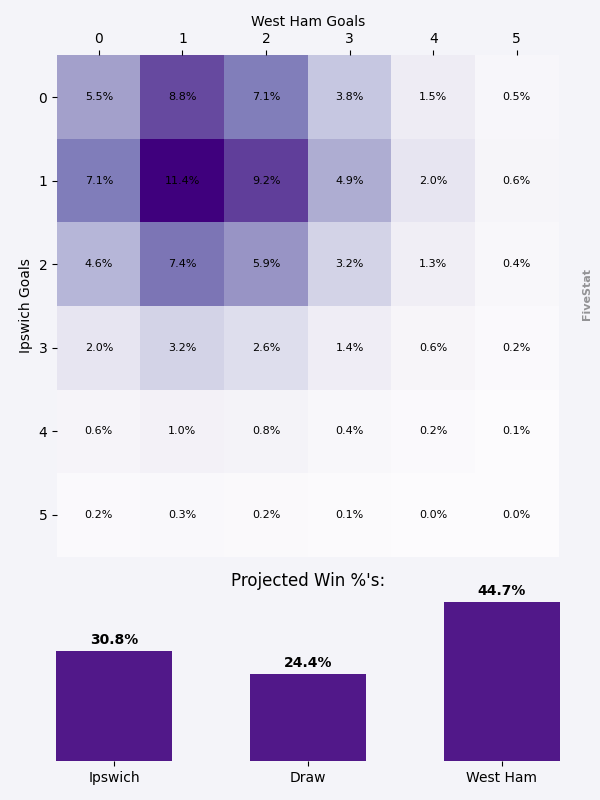 West Ham Goals
0 1 2 3 4 5
0 5.5% 8.8% 7.1% 3.8% 1.5% 0.5%
1 7.1% 11.4% 9.2% 4.9% 2.0% 0.6%
2 4.6% 7.4% 5.9% 3.2% 1.3% 0.4%
3 2.0% 3.2% 2.6% 1.4% 0.6% 0.2%
4 0.6% 1.0% 0.8% 0.4% 0.2% 0.1%
5 0.2% 0.3% 0.2% 0.1% 0.0% 0.0%
Ipswich Goals
FiveStat
Projected Win %'s:
30.8% 24.4% 44.7%
Ipswich Draw West Ham